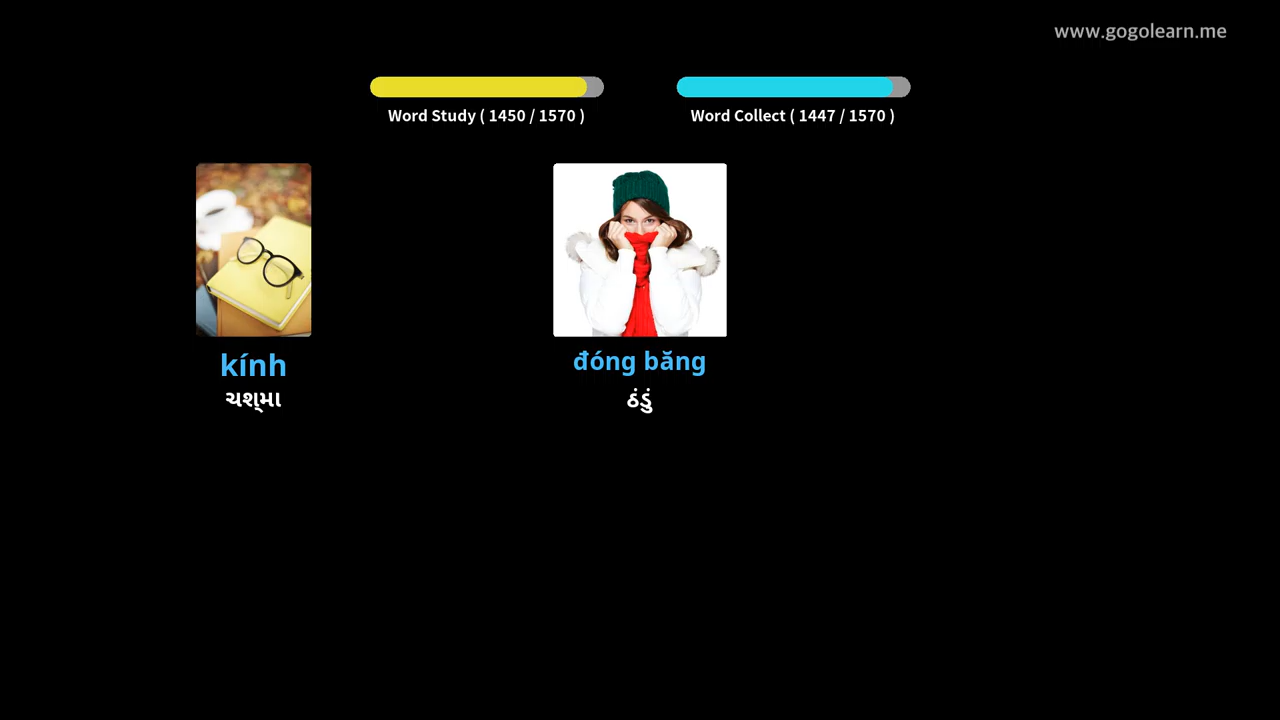 www.gogolearn.me
Word Study ( 1450 / 1570 )
Word Collect ( 1447 / 1570 )
kính
ચશ્મા
đóng băng
ઠંડું